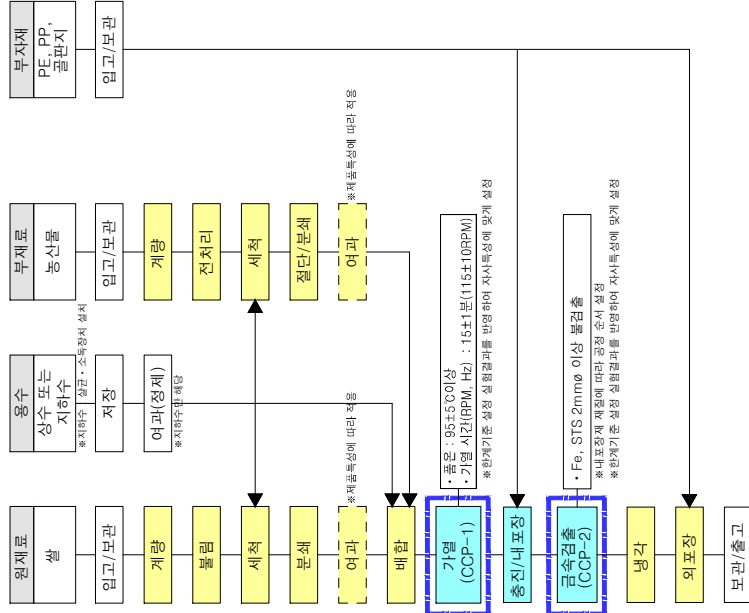 원재료
쌀
입고/보관
계량
불림
세척
분쇄
여과
※제품특성에 따라 적용
배합
가열
(CCP-1)
• 품온 : 95±5℃이상
• 가열 시간(RPM, Hz) : 15±1분(115±10RPM)
※한계기준 설정 실험결과를 반영하여 자사특성에 맞게 설정
충진/내포장
금속검출
(CCP-2)
• Fe, STS 2mmø 이상 불검출
※내포장재 재질에 따라 공정 순서 설정
※한계기준 설정 실험결과를 반영하여 자사특성에 맞게 설정
냉각
외포장
보관/출고
용수
상수 또는
지하수
※지하수 살균・소독장치 설치
저장
여과(정제)
※지하수만 해당
부재료
농산물
입고/보관
계량
전처리
세척
절단/분쇄
여과
※제품특성에 따라 적용
부자재
PE, PP,
골판지
입고/보관